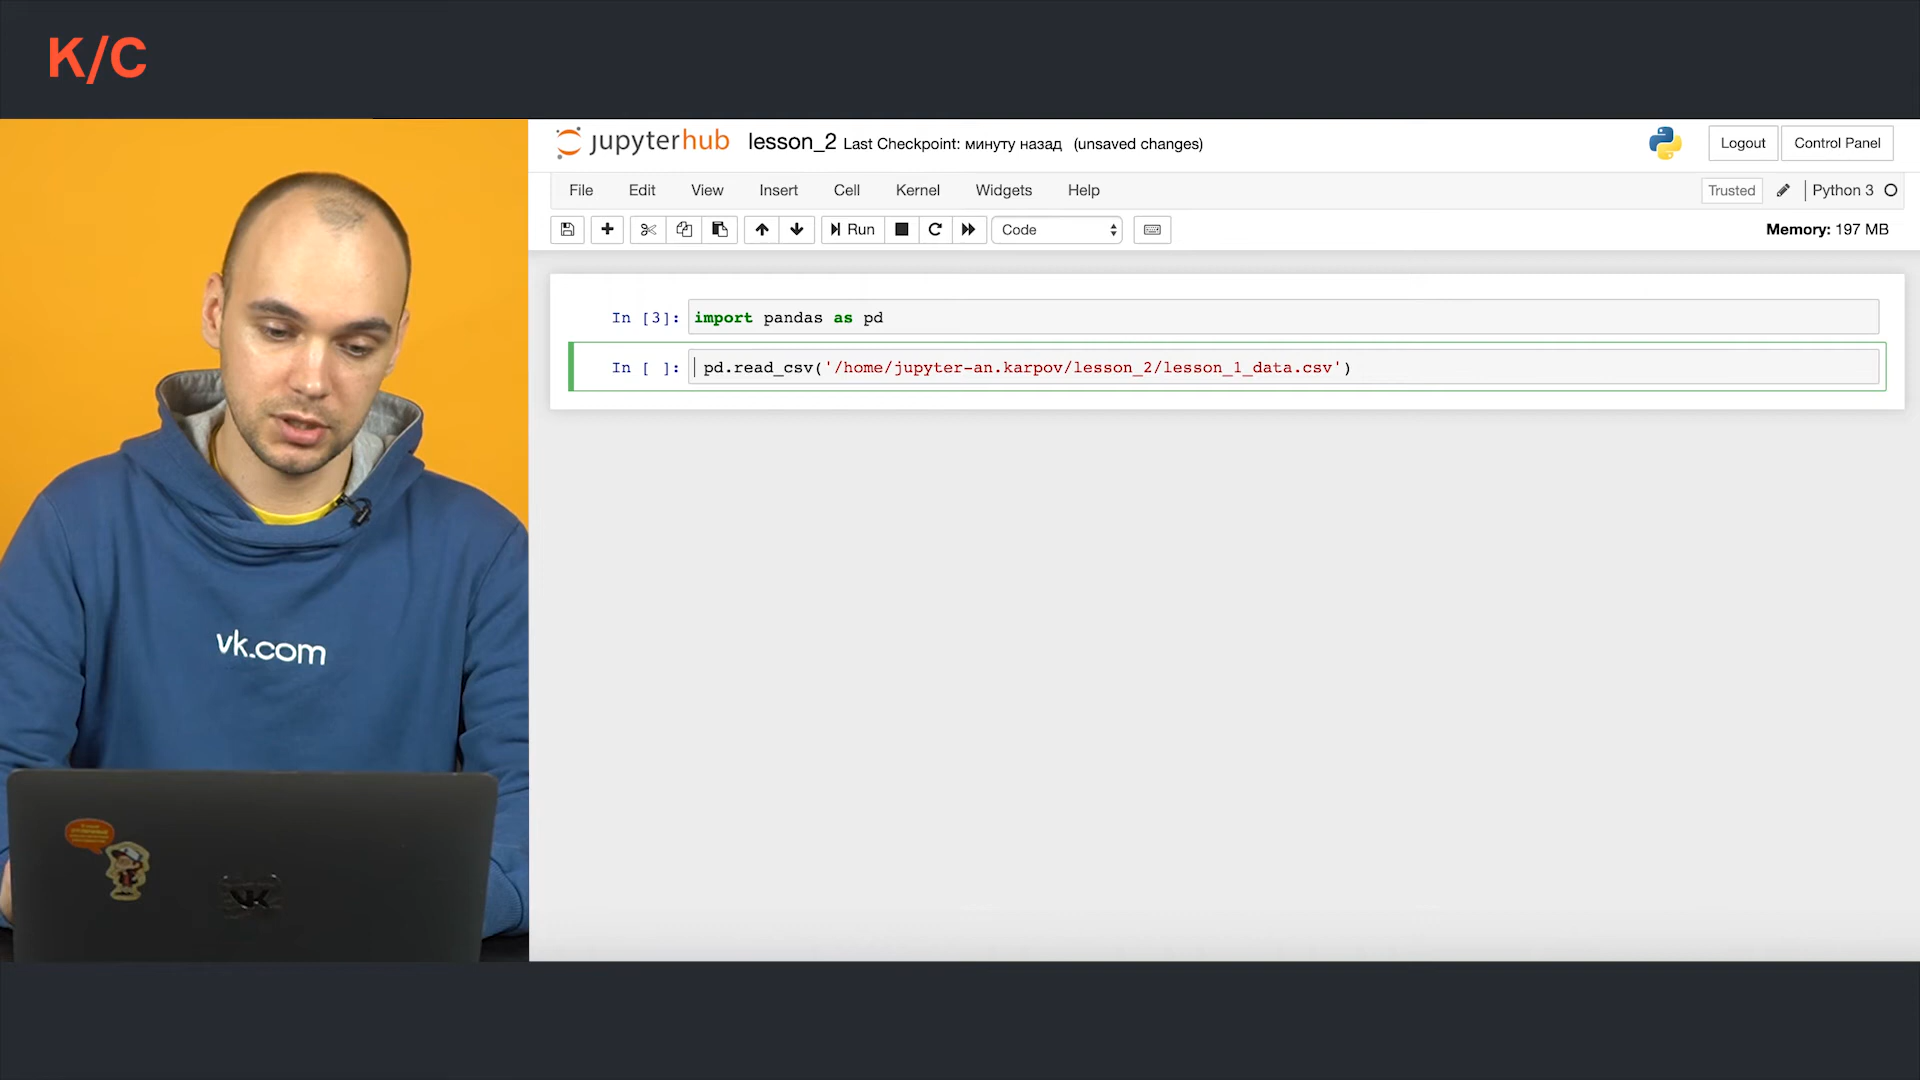 K/C
jupyterhub lesson_2 Last Checkpoint: минуту назад (unsaved changes)
Logout Control Panel
File Edit View Insert Cell Kernel Widgets Help
Trusted Python 3
Run Code
Memory: 197 MB
In [3]: import pandas as pd
In [ ]: pd.read_csv('/home/jupyter-an.karpov/lesson_2/lesson_1_data.csv')
vk.com
VK